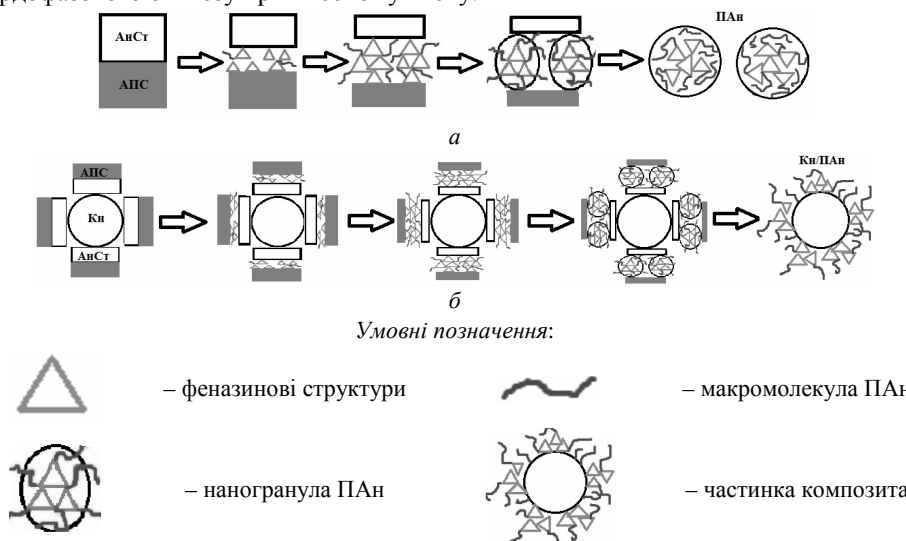 АнСт
АПС
ПАн
а
АПС
Кн
АнСт
Кн/ПАн
б
Умовні позначення:
– феназинові структури
– макромолекула ПАн
– наногранула ПАн
– частинка композита